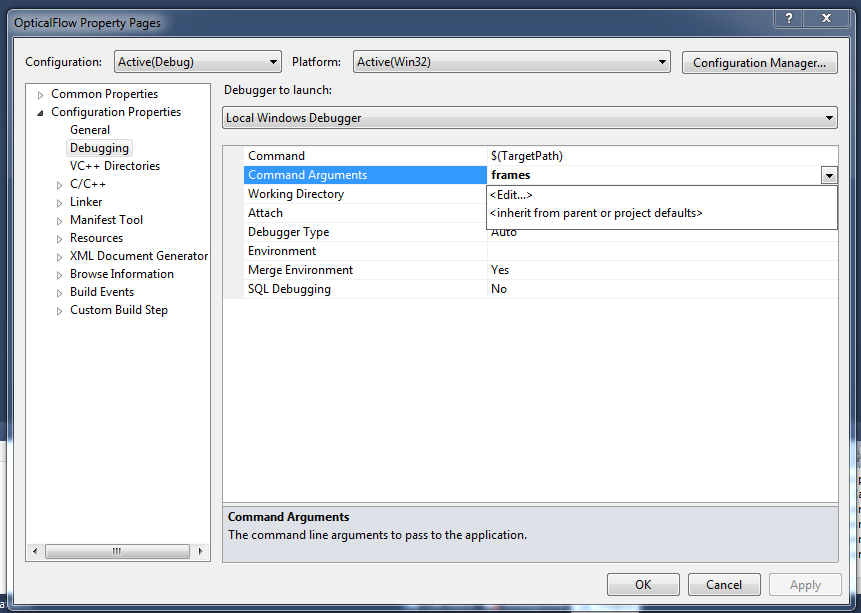 OpticalFlow Property Pages
Configuration: Active(Debug) Platform: Active(Win32) Configuration Manager...
Common Properties
Configuration Properties
General
Debugging
VC++ Directories
C/C++
Linker
Manifest Tool
Resources
XML Document Generator
Browse Information
Build Events
Custom Build Step
Debugger to launch:
Local Windows Debugger
Command $(TargetPath)
Command Arguments frames
Working Directory
<Edit...>
Attach
<inherit from parent or project defaults>
Debugger Type Auto
Environment
Merge Environment Yes
SQL Debugging No
Command Arguments
The command line arguments to pass to the application.
OK Cancel Apply